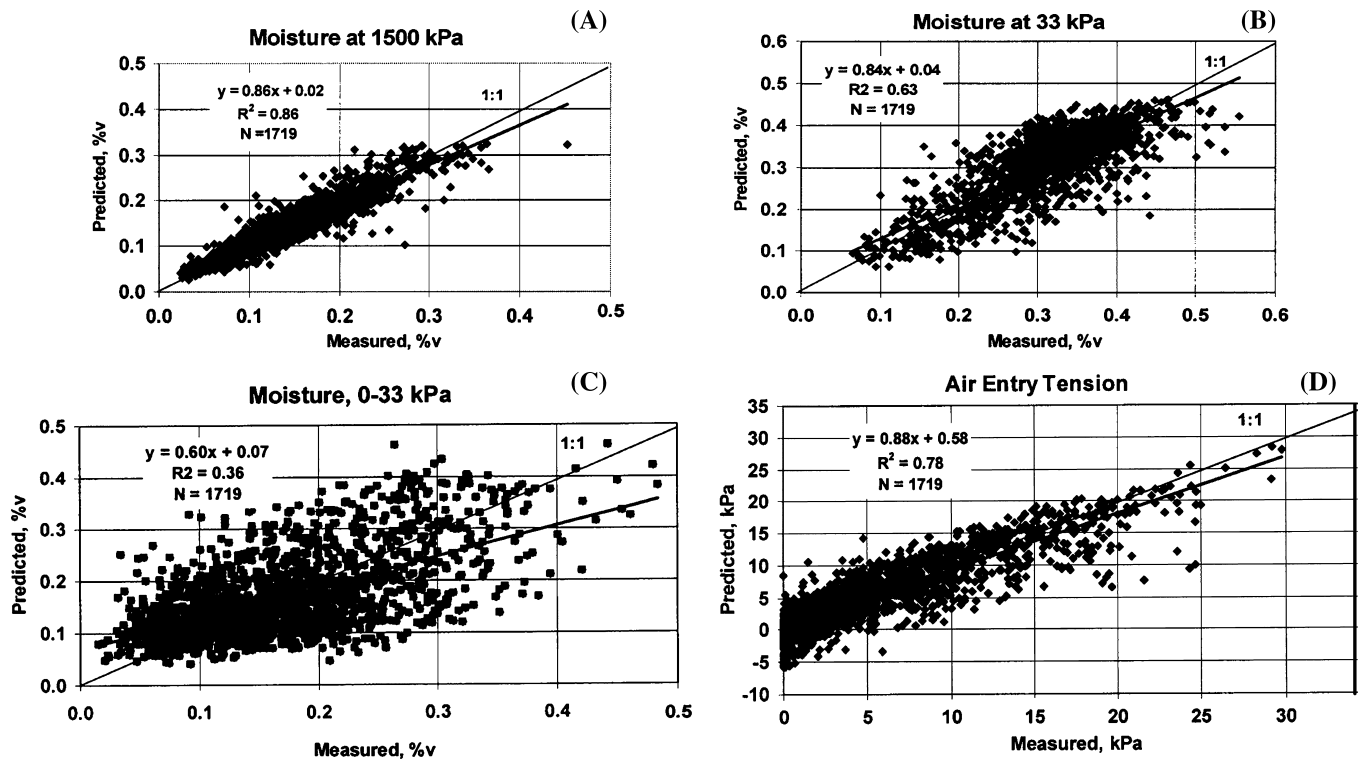 (A)
Moisture at 1500 kPa
0.5
0.4
0.3
0.2
0.1
0.0
Predicted, %v
y = 0.86x + 0.02
R² = 0.86
N =1719
1:1
0.0 0.1 0.2 0.3 0.4 0.5
Measured, %v
(B)
Moisture at 33 kPa
0.6
0.5
0.4
0.3
0.2
0.1
0.0
Predicted, %v
y = 0.84x + 0.04
R2 = 0.63
N = 1719
1:1
0.0 0.1 0.2 0.3 0.4 0.5 0.6
Measured, %v
(C)
Moisture, 0-33 kPa
0.5
0.4
0.3
0.2
0.1
0.0
Predicted, %v
y = 0.60x + 0.07
R2 = 0.36
N = 1719
1:1
0.0 0.1 0.2 0.3 0.4 0.5
Measured, %v
(D)
Air Entry Tension
35
30
25
20
15
10
5
0
-5
-10
Predicted, kPa
y = 0.88x + 0.58
R² = 0.78
N = 1719
1:1
0 5 10 15 20 25 30
Measured, kPa